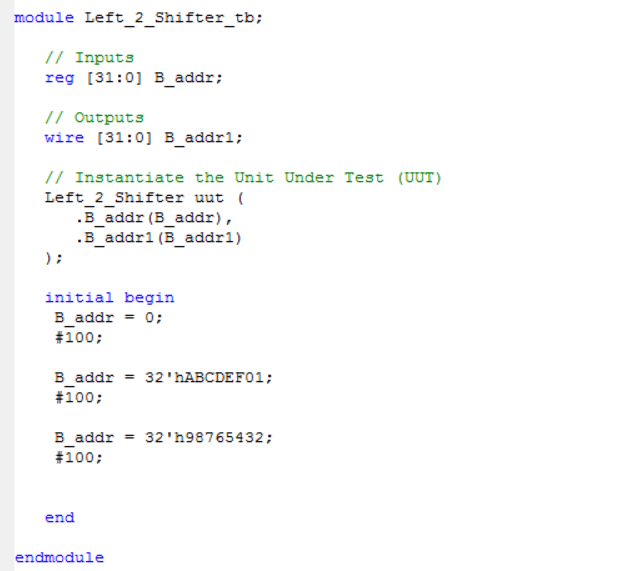 module Left_2_Shifter_tb;
// Inputs
reg [31:0] B_addr;
// Outputs
wire [31:0] B_addr1;
// Instantiate the Unit Under Test (UUT)
Left_2_Shifter uut (
.B_addr(B_addr),
.B_addr1(B_addr1)
);
initial begin
B_addr = 0;
#100;
B_addr = 32'hABCDEF01;
#100;
B_addr = 32'h98765432;
#100;
end
endmodule